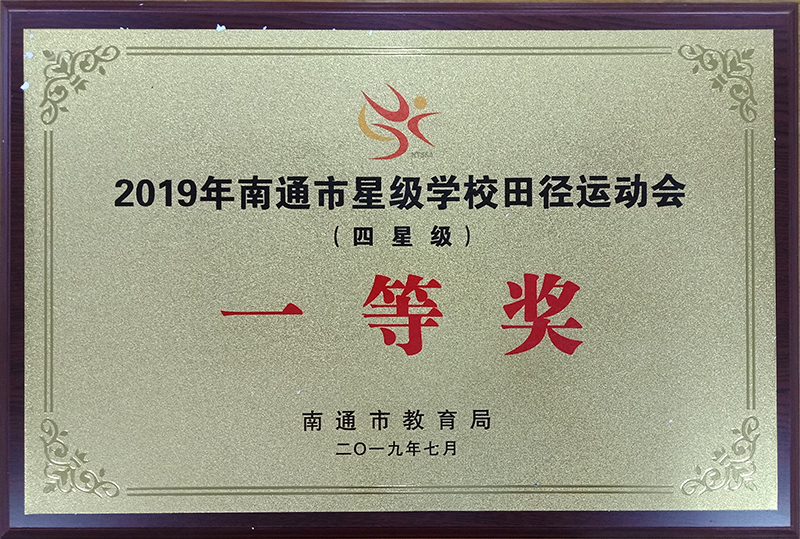 2019年南通市星级学校田径运动会
（四星级）
一等奖
南通市教育局
二〇一九年七月